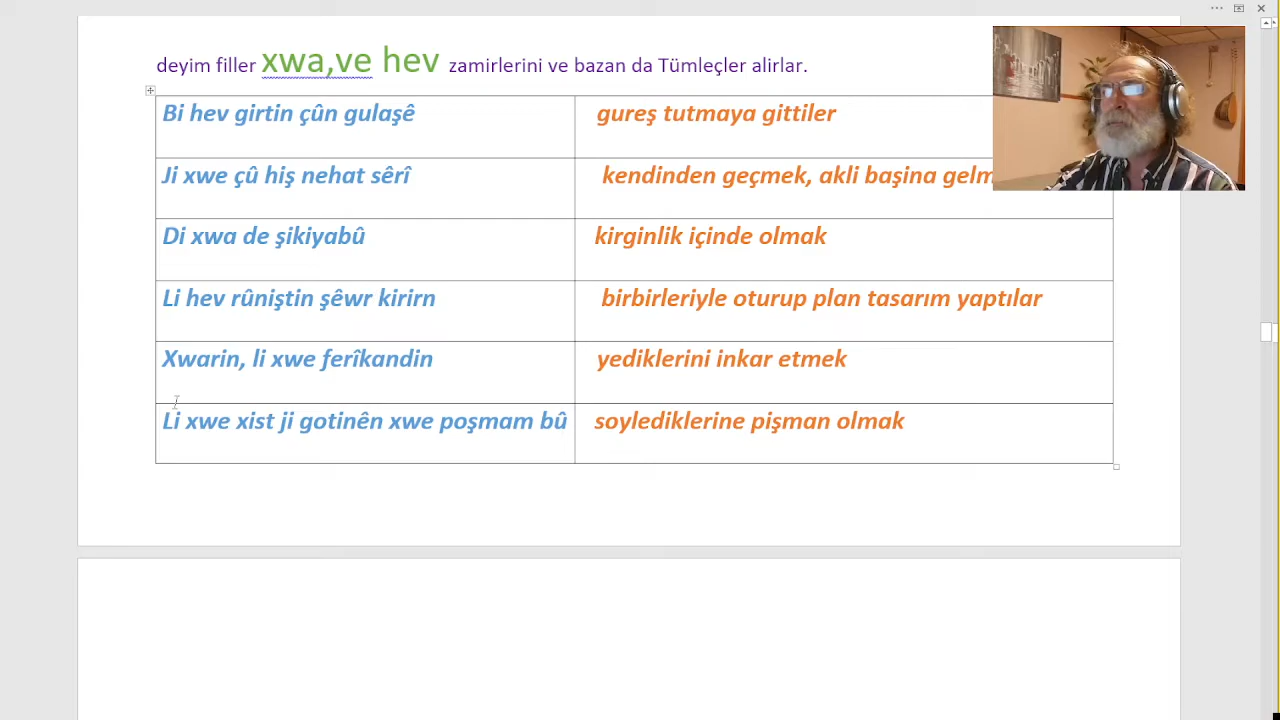 deyim filler xwa,ve hev zamirlerini ve bazan da Tümleçler alirlar.
Bi hev girtin çûn gulaşê gureş tutmaya gittiler
Ji xwe çû hiş nehat sêrî kendinden geçmek, akli başina gelm
Di xwa de şikiyabû kirginlik içinde olmak
Li hev rûniştin şêwr kirirn birbirleriyle oturup plan tasarım yaptılar
Xwarin, li xwe ferîkandin yediklerini inkar etmek
Li xwe xist ji gotinên xwe poşmam bû soylediklerine pişman olmak